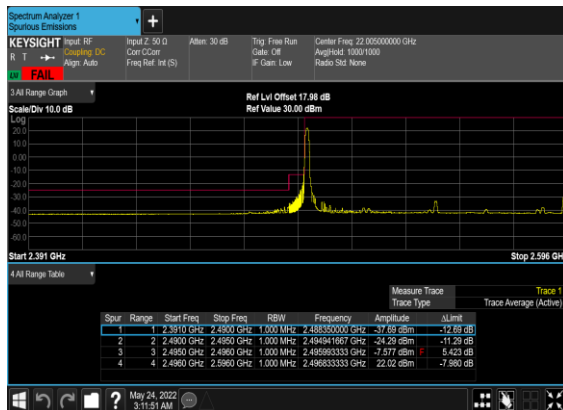 Spectrum Analyzer 1
Spurious Emissions
KEYSIGHT Input: RF Input Z: 50 Ω Atten: 30 dB Trig: Free Run Center Freq: 22.005000000 GHz
R T Coupling: DC Corr CCorr Gate: Off Avg|Hold: 1000/1000
Align: Auto Freq Ref: Int (S) IF Gain: Low Radio Std: None
LW FAIL
3 All Range Graph
Ref Lvl Offset 17.98 dB
Scale/Div 10.0 dB Ref Value 30.00 dBm
Log
20.0
10.0
0.00
-10.0
-20.0
-30.0
-40.0
-50.0
-60.0
Start 2.391 GHz Stop 2.596 GH
4 All Range Table
Measure Trace Trace 1
Trace Type Trace Average (Active)
Spur Range Start Freq Stop Freq RBW Frequency Amplitude ΔLimit
1 1 2.3910 GHz 2.4900 GHz 1.000 MHz 2.488350000 GHz -37.69 dBm -12.69 dB
2 2 2.4900 GHz 2.4950 GHz 1.000 MHz 2.494941667 GHz -24.29 dBm -11.29 dB
3 3 2.4950 GHz 2.4960 GHz 1.000 MHz 2.495993333 GHz -7.577 dBm F 5.423 dB
4 4 2.4960 GHz 2.5960 GHz 1.000 MHz 2.496833333 GHz 22.02 dBm -7.980 dB
? May 24, 2022
3:11:51 AM